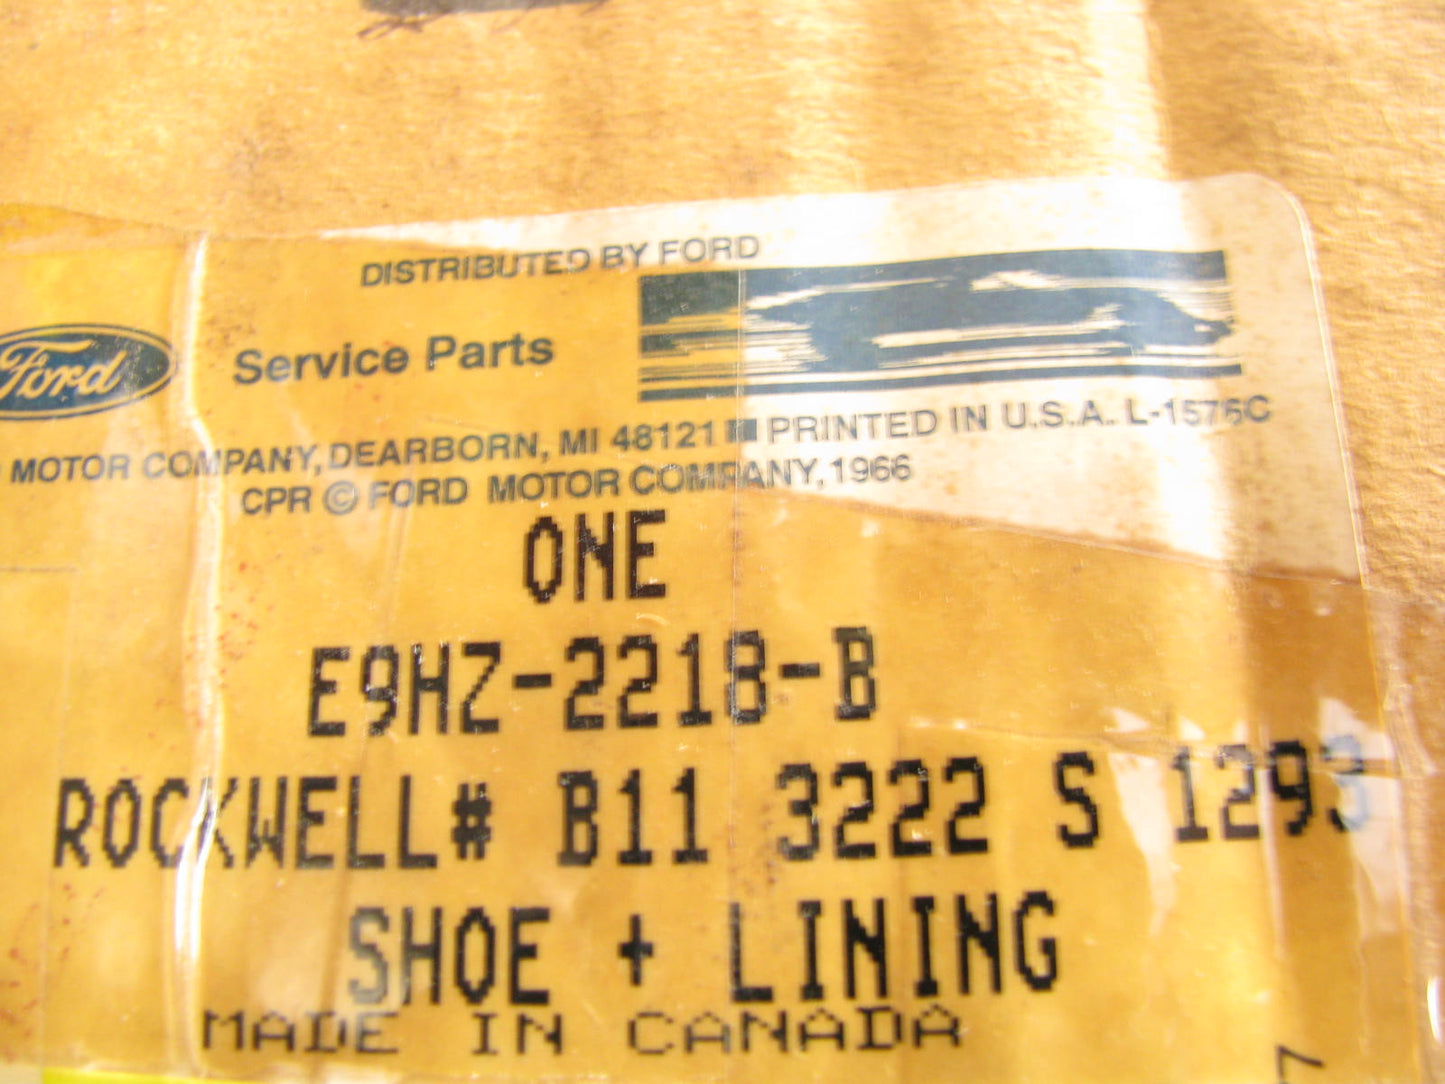 DISTRIBUTED BY FORD
Ford
Service Parts
MOTOR COMPANY, DEARBORN, MI 48121 ■ PRINTED IN U.S.A. L-1576C
CPR © FORD MOTOR COMPANY, 1966
ONE
E9HZ-2218-B
ROCKWELL# B11 3222 S 1293
SHOE + LINING
MADE IN CANADA
7